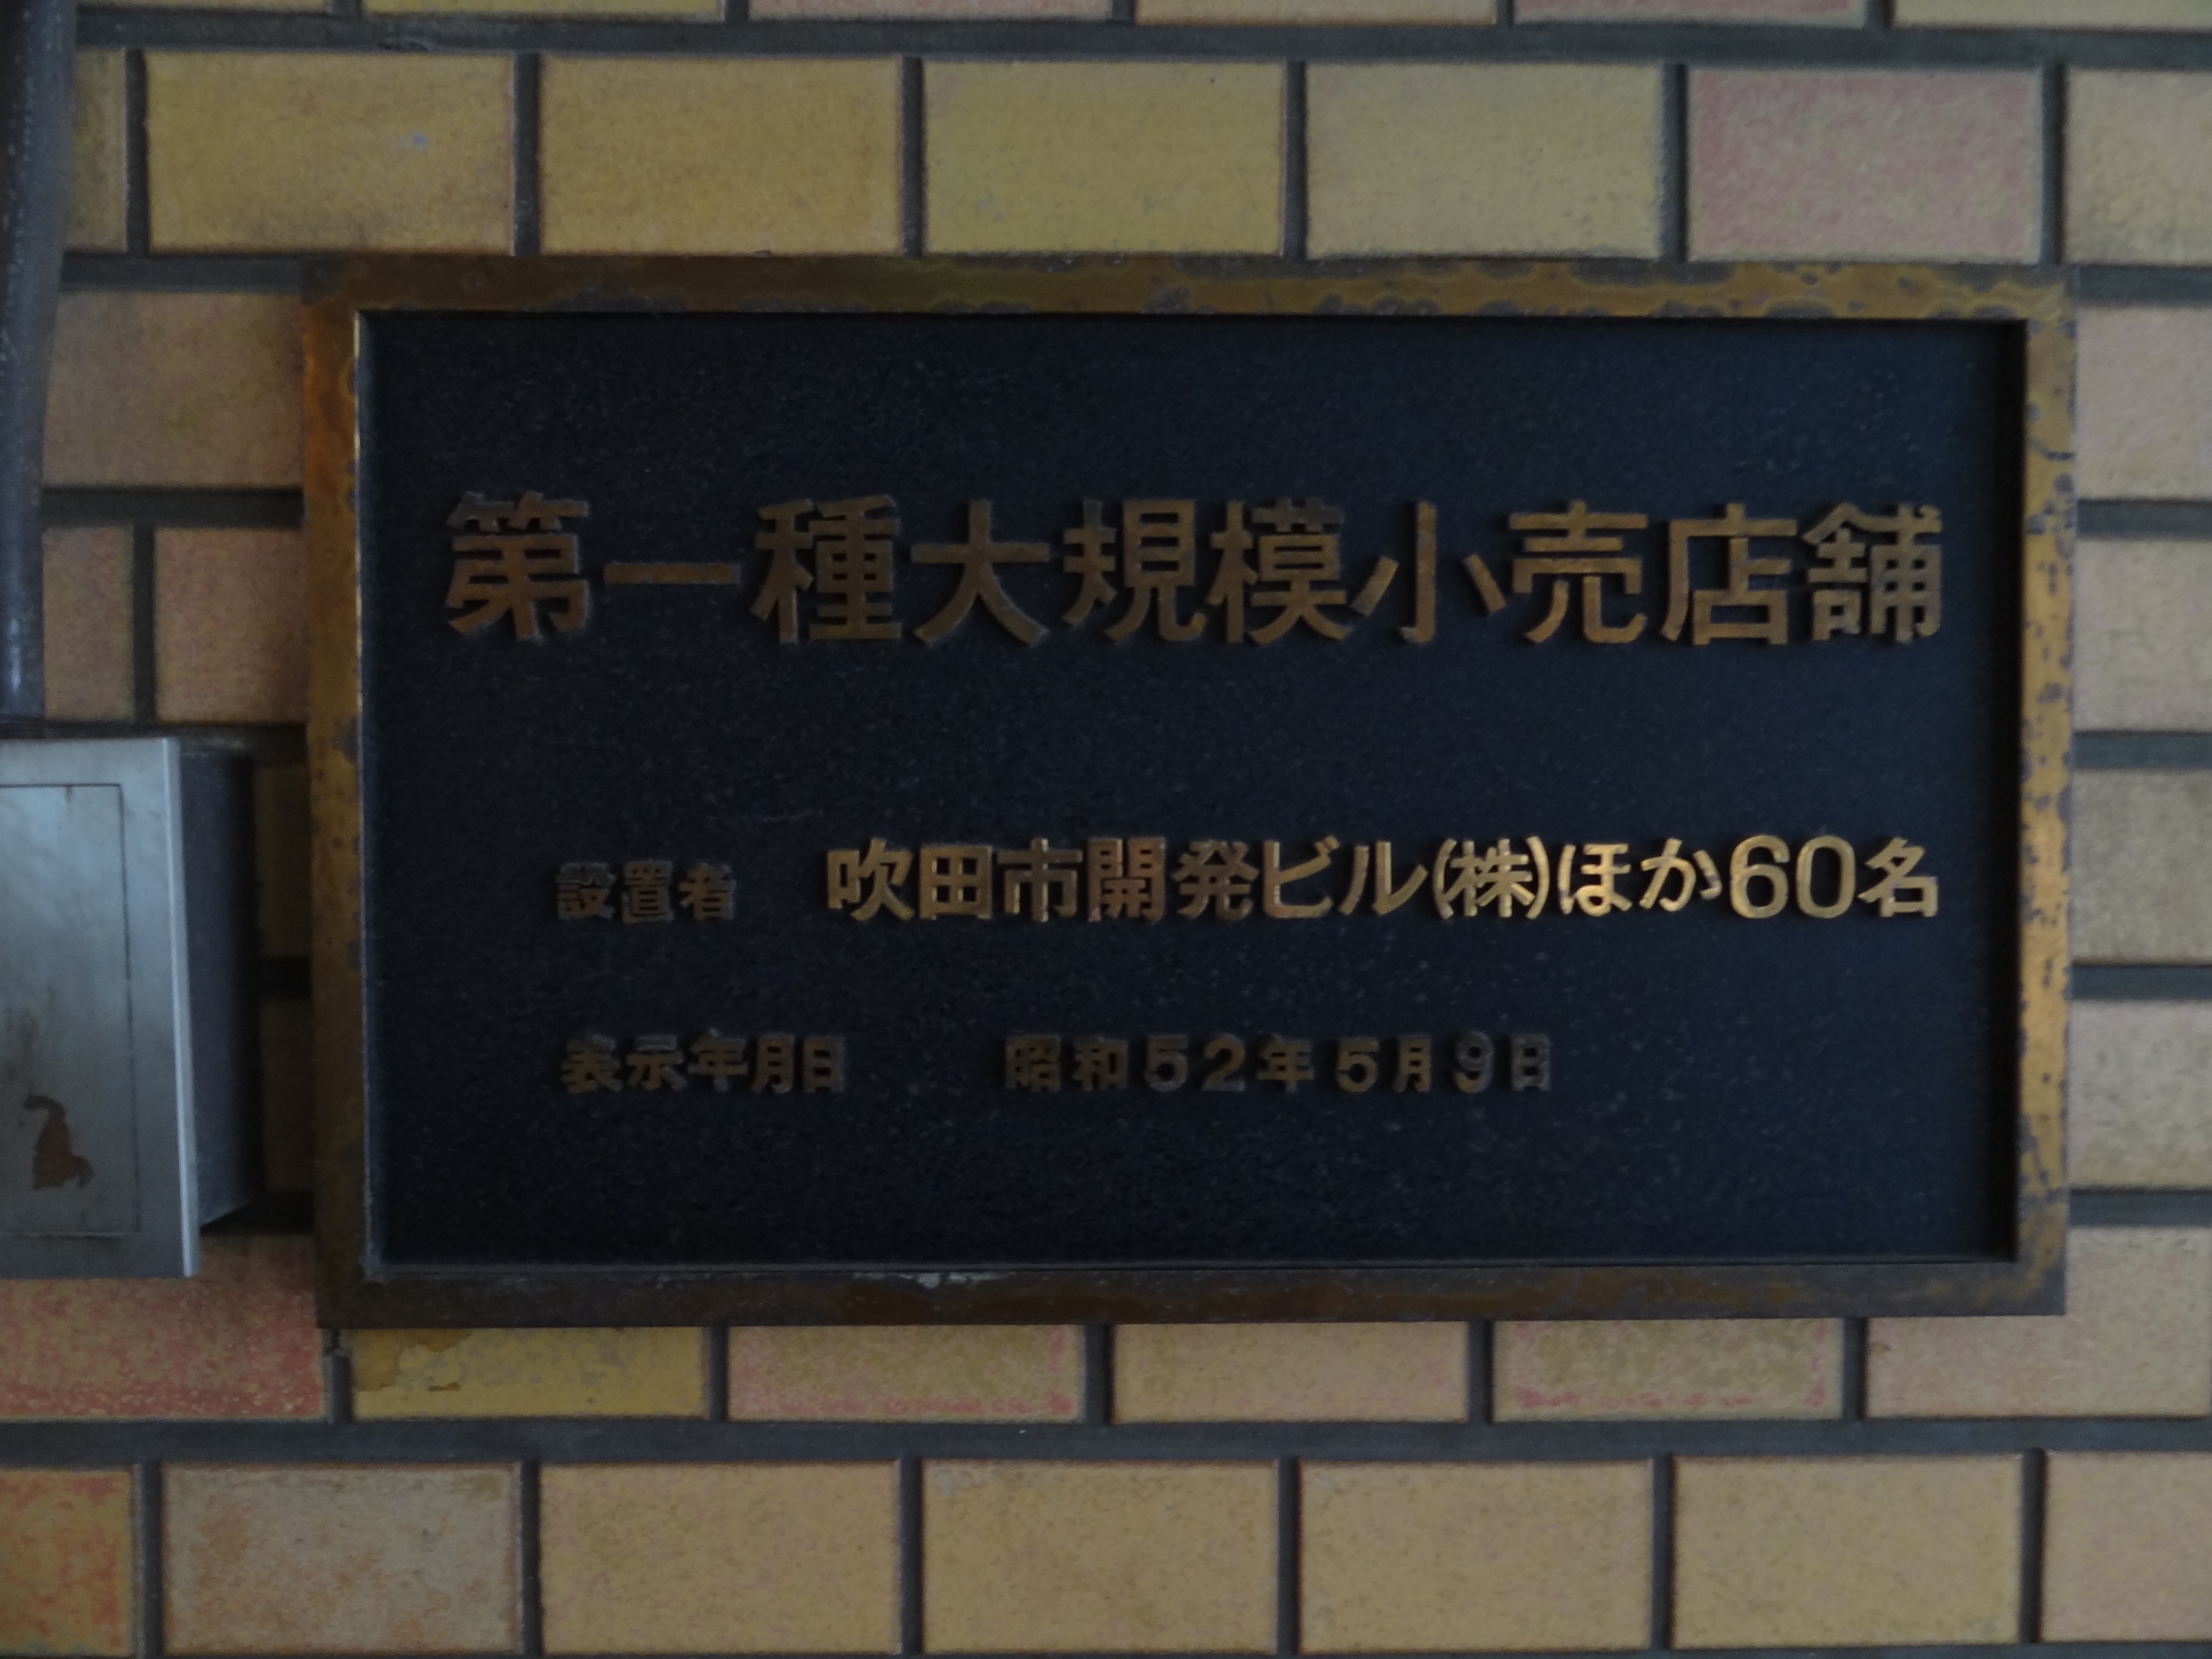 第一種大規模小売店舗
設置者 吹田市開発ビル(株)ほか60名
表示年月日 昭和52年5月9日